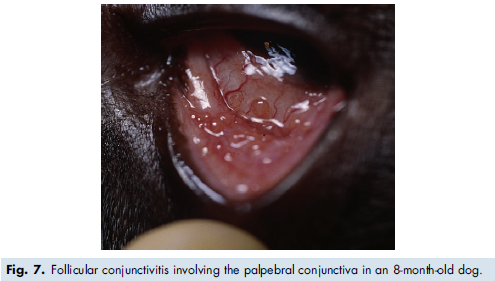 Fig. 7. Follicular conjunctivitis involving the palpebral conjunctiva in an 8-month-old dog.